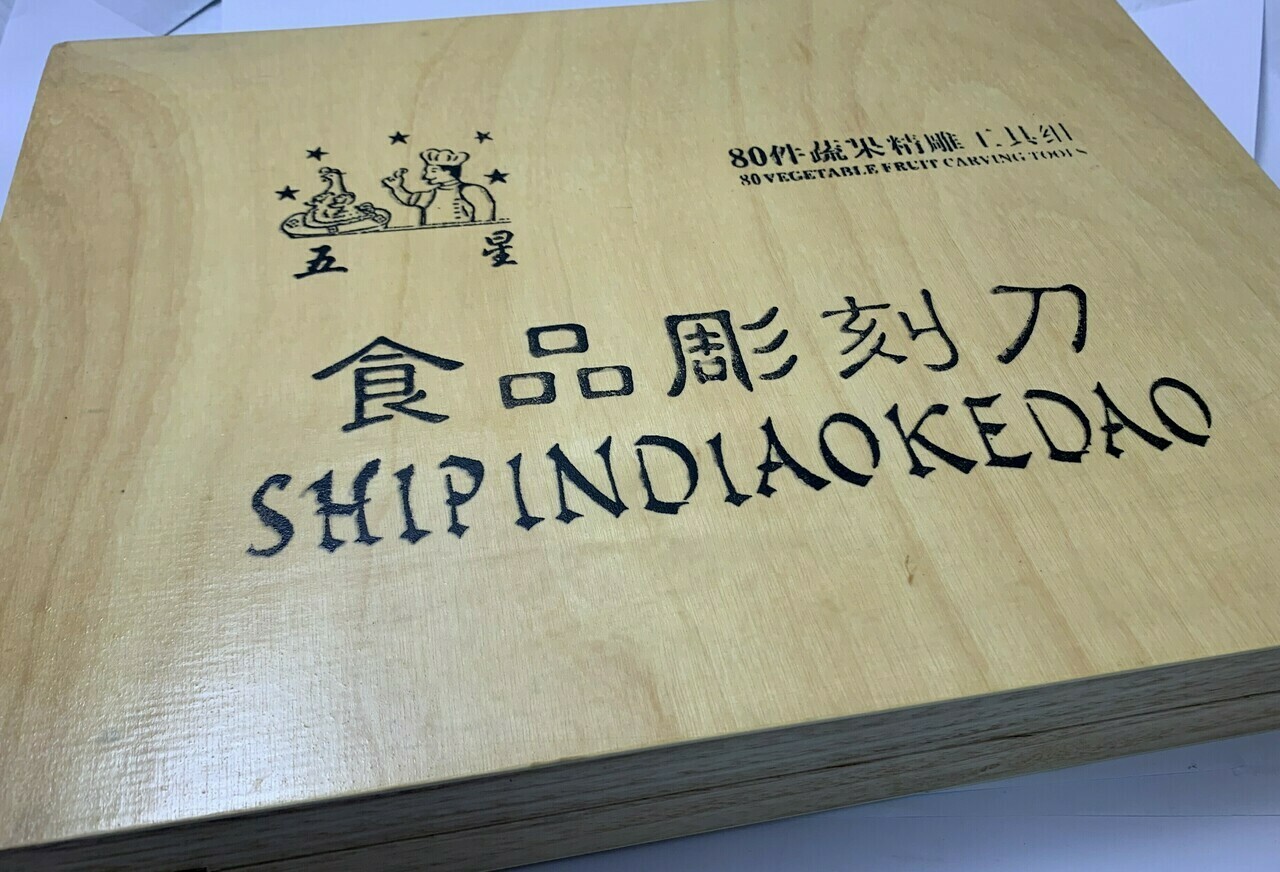 80件蔬果精雕工具组
80 VEGETABLE FRUIT CARVING TOOLS
五星
食品彫刻刀
SHIPINDIAOKEDAO